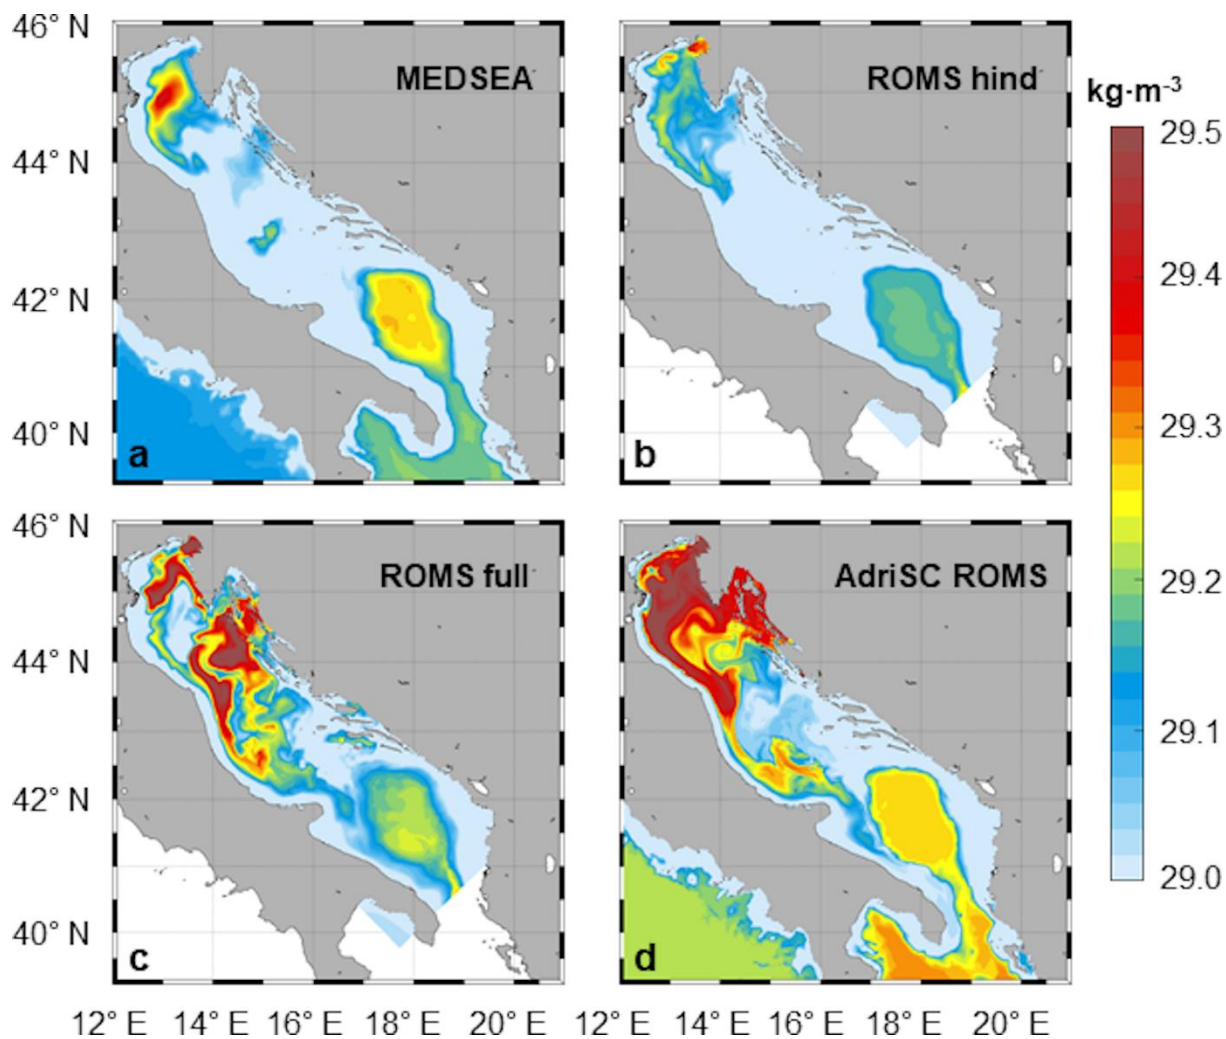 46° N
44° N
42° N
40° N
MEDSEA
a
ROMS hind
b
kg·m-3
29.5
29.4
29.3
29.2
29.1
29.0
46° N
44° N
42° N
40° N
ROMS full
c
AdriSC ROMS
d
12° E 14° E 16° E 18° E 20° E
12° E 14° E 16° E 18° E 20° E